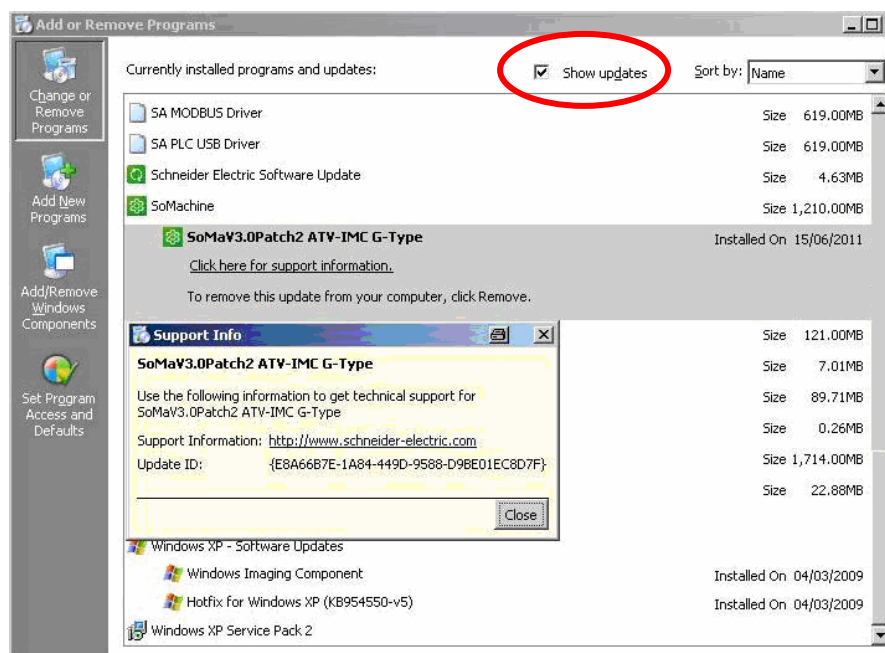 Add or Remove Programs
Change or
Remove
Programs
Add New
Programs
Add/Remove
Windows
Components
Set Program
Access and
Defaults
Currently installed programs and updates:
Show updates
Sort by: Name
SA MODBUS Driver Size 619.00MB
SA PLC USB Driver Size 619.00MB
Schneider Electric Software Update Size 4.63MB
SoMachine Size 1,210.00MB
SoMaV3.0Patch2 ATV-IMC G-Type Installed On 15/06/2011
Click here for support information.
To remove this update from your computer, click Remove.
Size 121.00MB
Size 7.01MB
Size 89.71MB
Size 0.26MB
Size 1,714.00MB
Size 22.88MB
Support Info
SoMaV3.0Patch2 ATV-IMC G-Type
Use the following information to get technical support for
SoMaV3.0Patch2 ATV-IMC G-Type
Support Information: http://www.schneider-electric.com
Update ID: {E8A66B7E-1A84-449D-9588-D9BE01EC8D7F}
Close
Windows XP - Software Updates
Windows Imaging Component Installed On 04/03/2009
Hotfix for Windows XP (KB954550-v5) Installed On 04/03/2009
Windows XP Service Pack 2